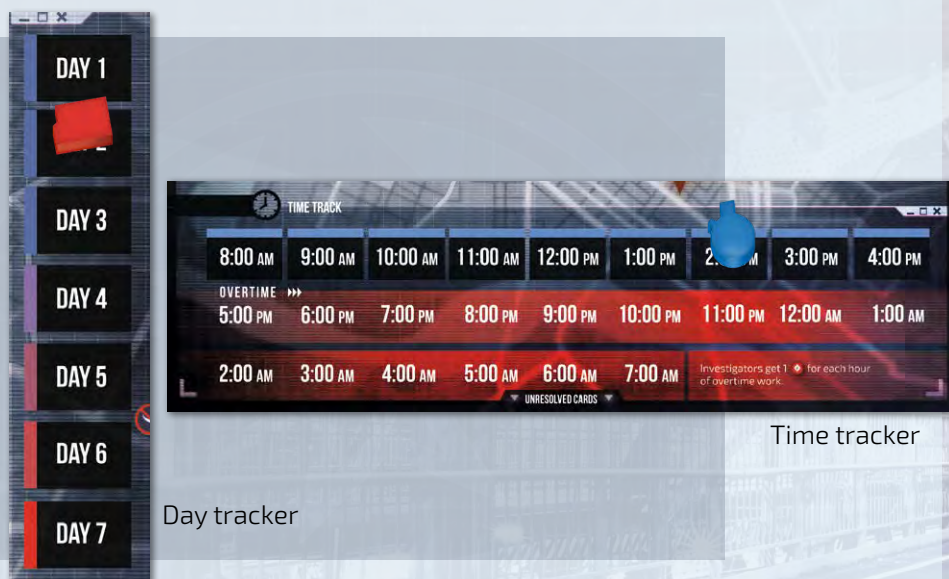 DAY 1
DAY 3
DAY 4
DAY 5
DAY 6
DAY 7
Day tracker
TIME TRACK
8:00 AM 9:00 AM 10:00 AM 11:00 AM 12:00 PM 1:00 PM 3:00 PM 4:00 PM
OVERTIME
5:00 PM 6:00 PM 7:00 PM 8:00 PM 9:00 PM 10:00 PM 11:00 PM 12:00 AM 1:00 AM
2:00 AM 3:00 AM 4:00 AM 5:00 AM 6:00 AM 7:00 AM
Investigators get 1 for each hour
of overtime work.
UNRESOLVED CARDS
Time tracker